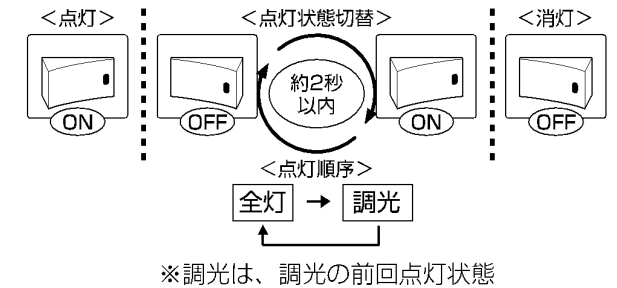 ＜点灯＞
＜点灯状態切替＞
＜消灯＞
ON
OFF
約2秒
以内
ON
OFF
＜点灯順序＞
全灯 → 調光
※調光は、調光の前回点灯状態